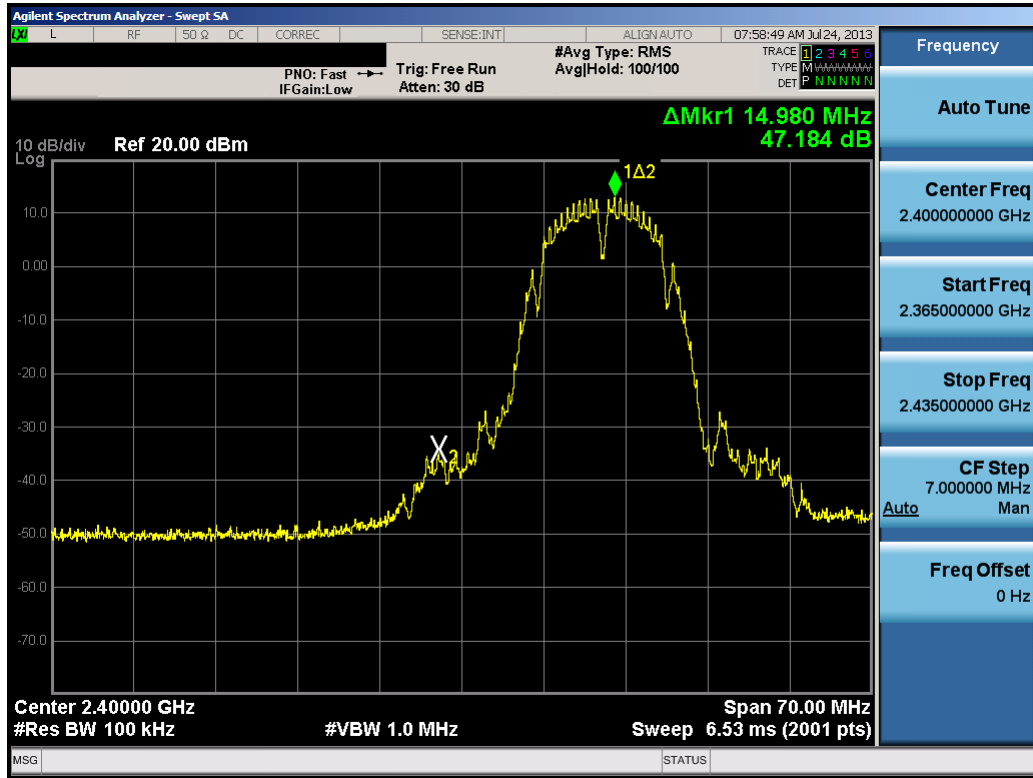 Agilent Spectrum Analyzer - Swept SA
LXI L RF 50 Ω DC CORREC SENSE:INT ALIGN AUTO 07:58:49 AM Jul 24, 2013
PNO: Fast
IFGain:Low
Trig: Free Run
Atten: 30 dB
#Avg Type: RMS
Avg|Hold: 100/100
TRACE 1 2 3 4 5 6
TYPE M
DET P N N N N N
ΔMkr1 14.980 MHz
47.184 dB
10 dB/div
Log
Ref 20.00 dBm
1Δ2
10.0
0.00
-10.0
-20.0
-30.0
X2
-40.0
-50.0
-60.0
-70.0
Center 2.40000 GHz
Span 70.00 MHz
#Res BW 100 kHz
#VBW 1.0 MHz
Sweep 6.53 ms (2001 pts)
MSG
STATUS
Frequency
Auto Tune
Center Freq
2.400000000 GHz
Start Freq
2.365000000 GHz
Stop Freq
2.435000000 GHz
CF Step
7.000000 MHz
Auto Man
Freq Offset
0 Hz